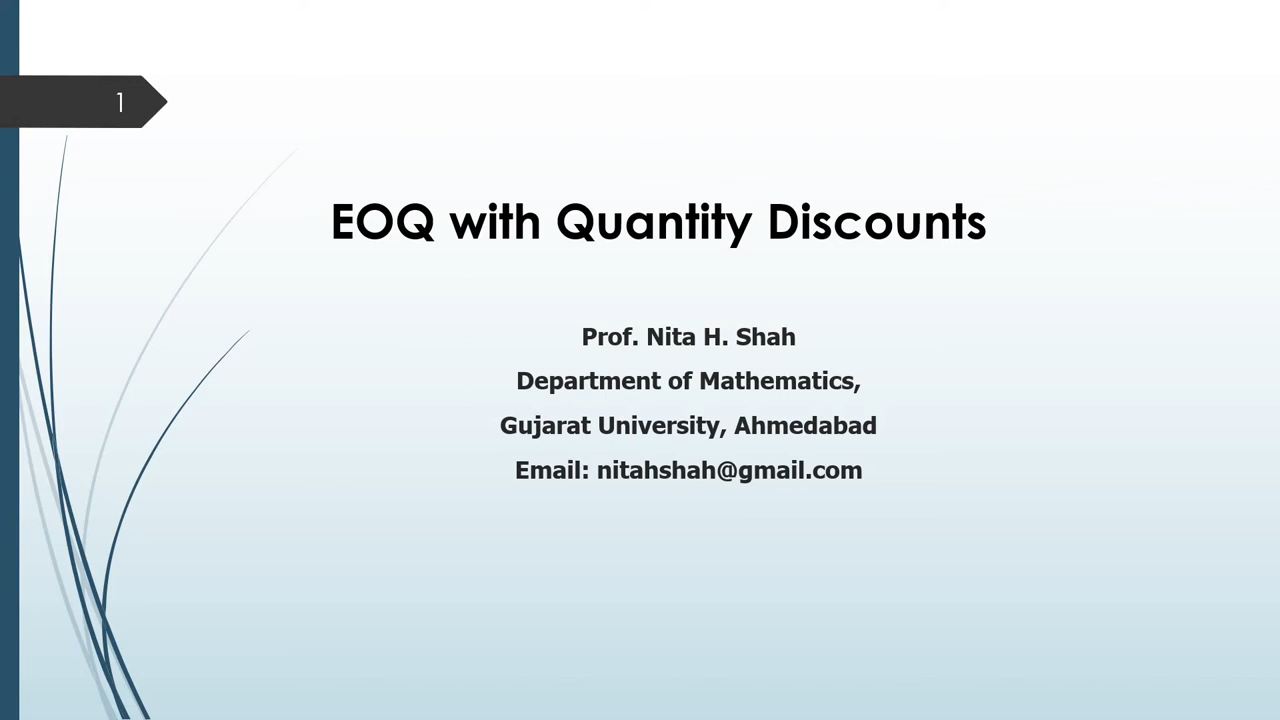 1
EOQ with Quantity Discounts
Prof. Nita H. Shah
Department of Mathematics,
Gujarat University, Ahmedabad
Email: nitahshah@gmail.com